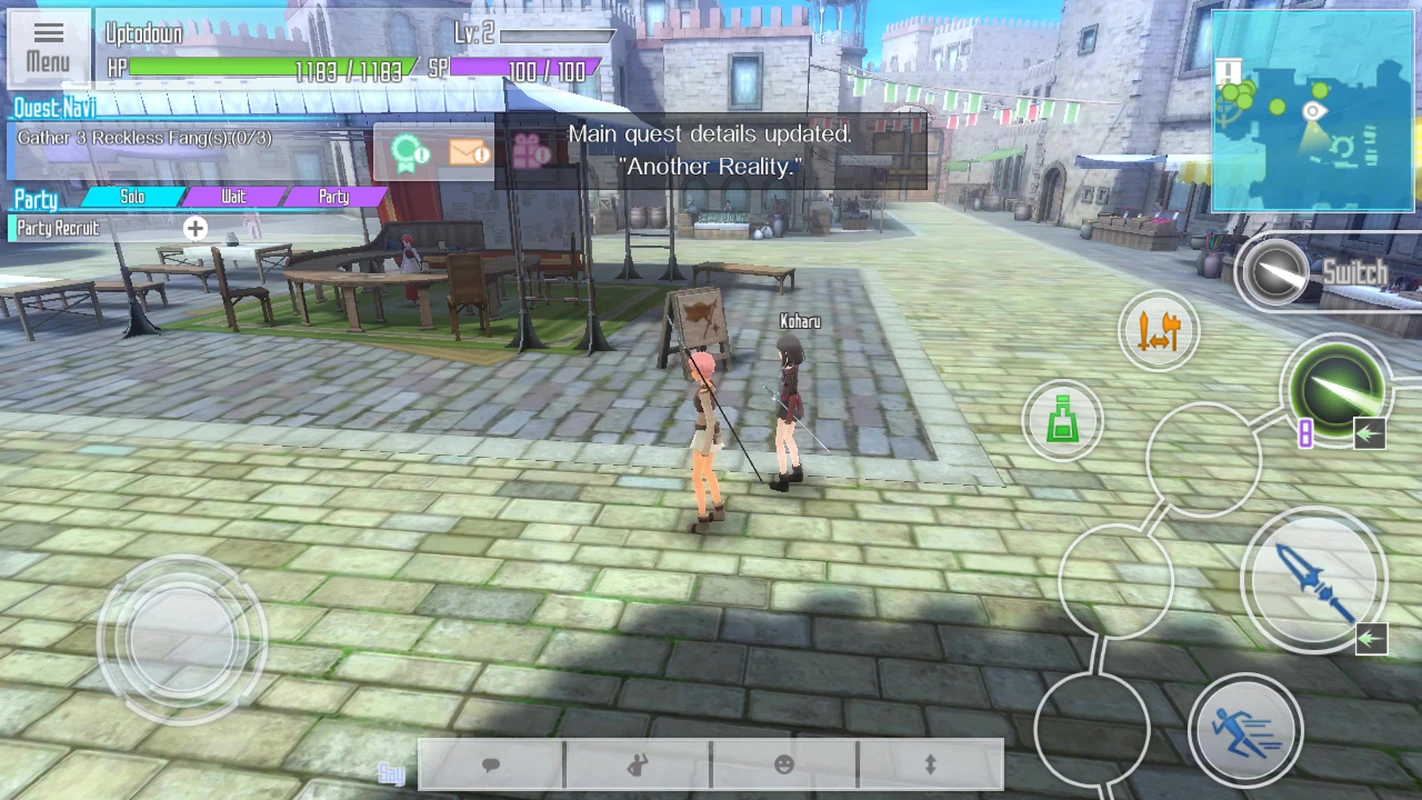 Menu
Uptodown
Lv: 2
HP
1183 / 1183
SP
100 / 100
Quest Navi
Gather 3 Reckless Fang(s).(0/3)
Main quest details updated.
"Another Reality."
Party
Solo
Wait
Party
Party Recruit
Switch
Koharu
8
Say